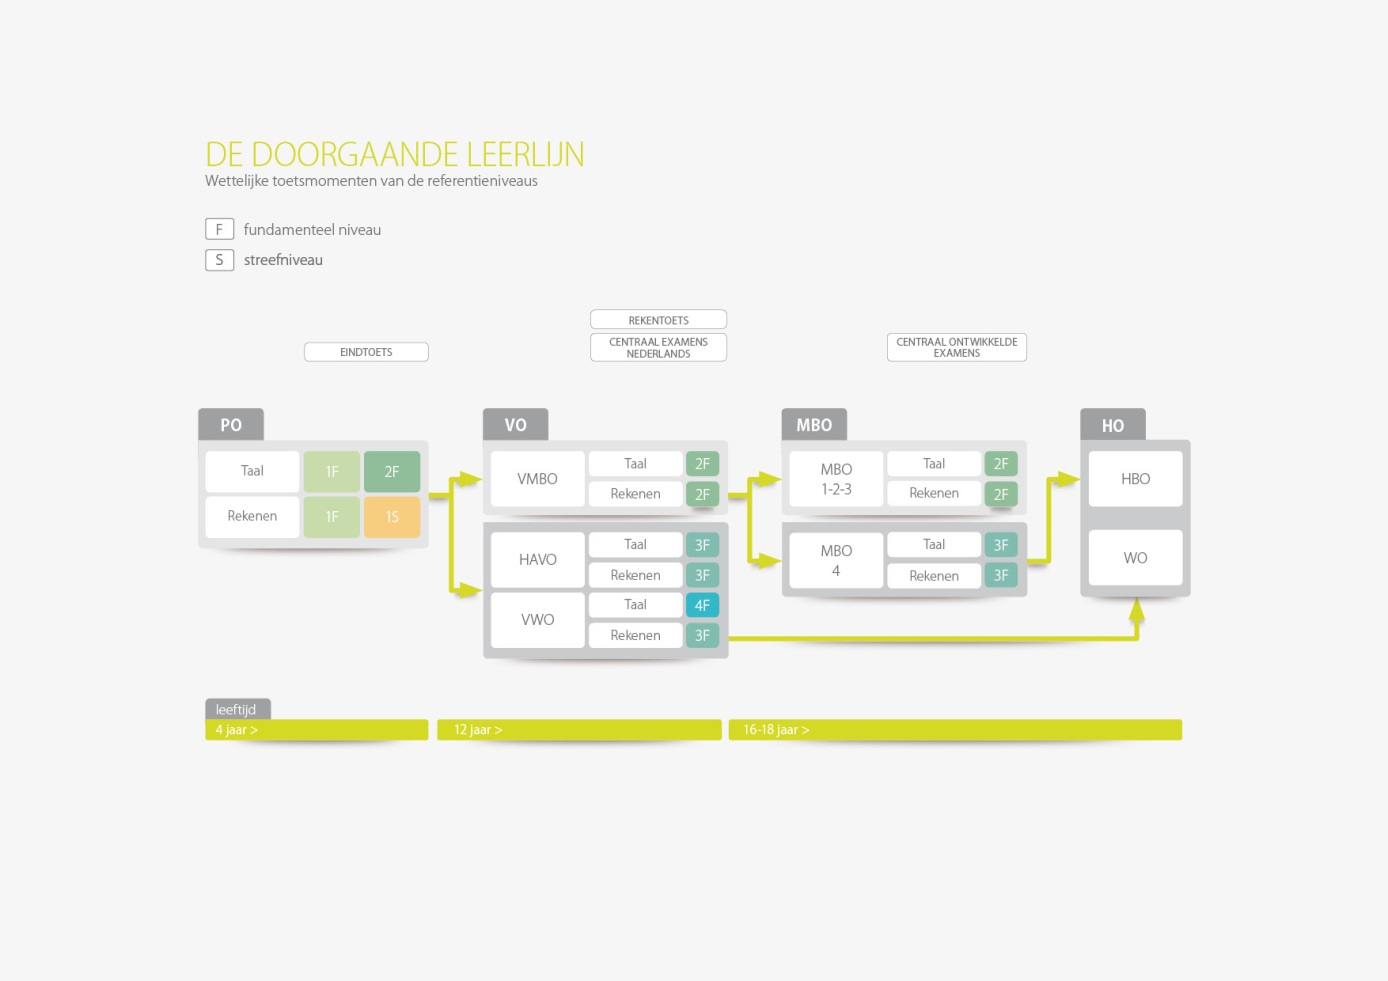 DE DOORGAANDE LEERLIJN
Wettelijke toetsmomenten van de referentieniveaus
F fundamenteel niveau
S streefniveau
EINDTOETS
REKENTOETS
CENTRAAL EXAMENS
NEDERLANDS
CENTRAAL ONTWIKKELDE
EXAMENS
PO
Taal 1F 2F
Rekenen 1F 1S
VO
VMBO
Taal 2F
Rekenen 2F
HAVO
Taal 3F
Rekenen 3F
VWO
Taal 4F
Rekenen 3F
MBO
MBO
1-2-3
Taal 2F
Rekenen 2F
MBO
4
Taal 3F
Rekenen 3F
HO
HBO
WO
leeftijd
4 jaar >
12 jaar >
16-18 jaar >